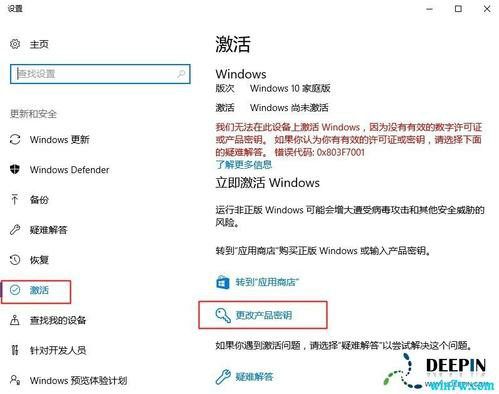 设置
主页
查找设置
更新和安全
Windows 更新
Windows Defender
备份
疑难解答
恢复
激活
查找我的设备
针对开发人员
Windows 预览体验计划
激活
Windows
版次 Windows 10 家庭版
激活 Windows 尚未激活
我们无法在此设备上激活 Windows，因为没有有效的数字许可证
或产品密钥。 如果你认为你有有效的许可证或密钥，请选择下面
的疑难解答。 错误代码: 0x803F7001
了解更多信息
立即激活 Windows
运行非正版 Windows 可能会增大遭受病毒攻击和其他安全威胁的
风险。
转到“应用商店”购买正版 Windows 或输入产品密钥。
转到“应用商店”
更改产品密钥
如果你遇到激活问题，请选择“疑难解答”以尝试解决这个问题。
疑难解答
DEEPIN
win7w.com